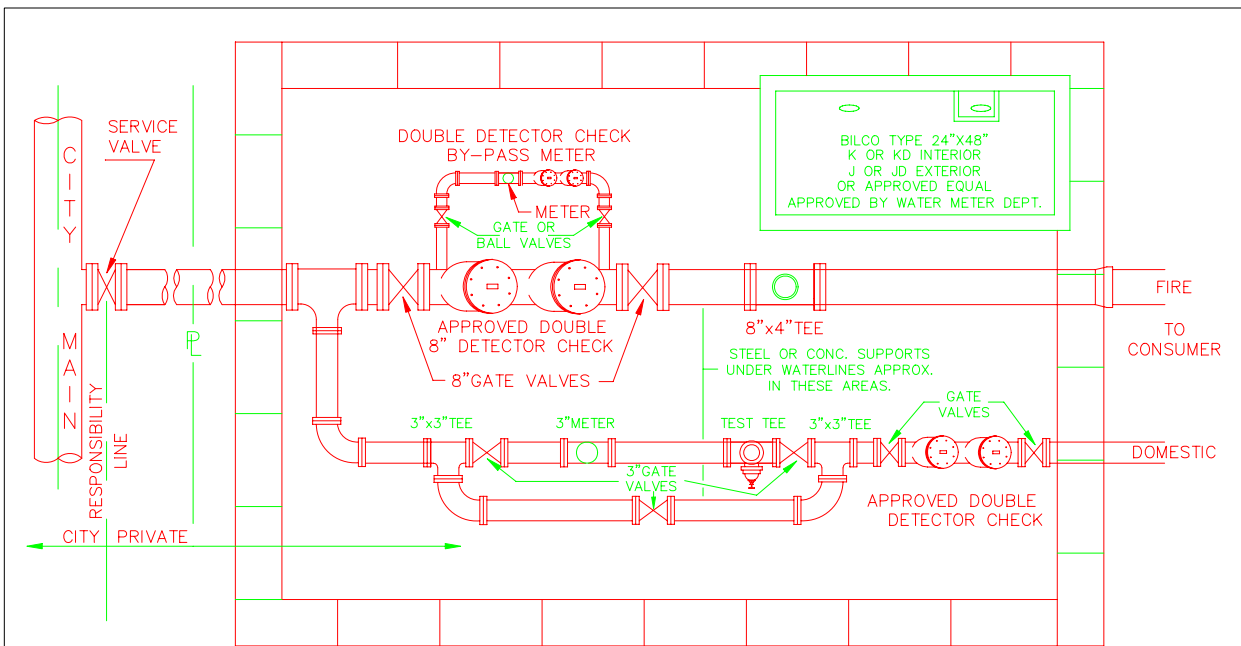 SERVICE
VALVE
CITY MAIN
DOUBLE DETECTOR CHECK
BY-PASS METER
METER
GATE OR
BALL VALVES
BILCO TYPE 24"X48"
K OR KD INTERIOR
J OR JD EXTERIOR
OR APPROVED EQUAL
APPROVED BY WATER METER DEPT.
PL
APPROVED DOUBLE
8" DETECTOR CHECK
8"GATE VALVES
8"x4"TEE
FIRE
TO
CONSUMER
STEEL OR CONC. SUPPORTS
UNDER WATERLINES APPROX.
IN THESE AREAS.
RESPONSIBILITY
LINE
3"x3"TEE
3"METER
TEST TEE
3"x3"TEE
GATE
VALVES
DOMESTIC
3"GATE
VALVES
APPROVED DOUBLE
DETECTOR CHECK
CITY
PRIVATE